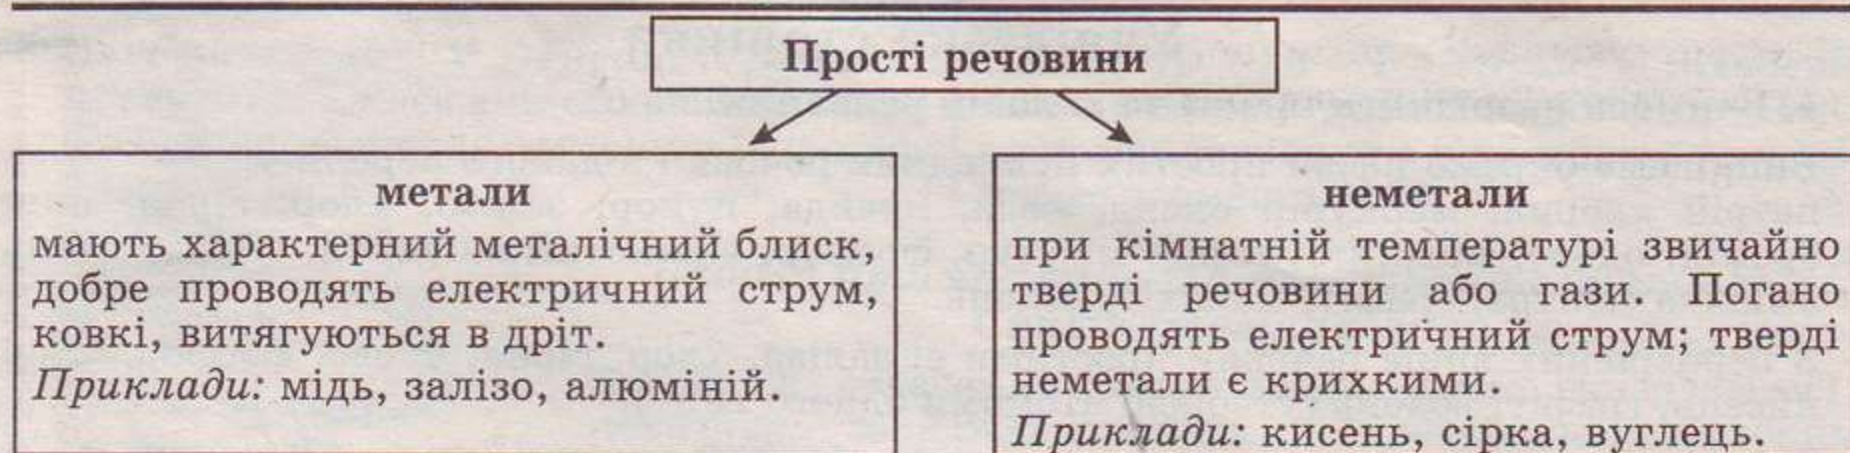 Прості речовини
метали
мають характерний металічний блиск,
добре проводять електричний струм,
ковкі, витягуються в дріт.
Приклади: мідь, залізо, алюміній.
неметали
при кімнатній температурі звичайно
тверді речовини або гази. Погано
проводять електричний струм; тверді
неметали є крихкими.
Приклади: кисень, сірка, вуглець.